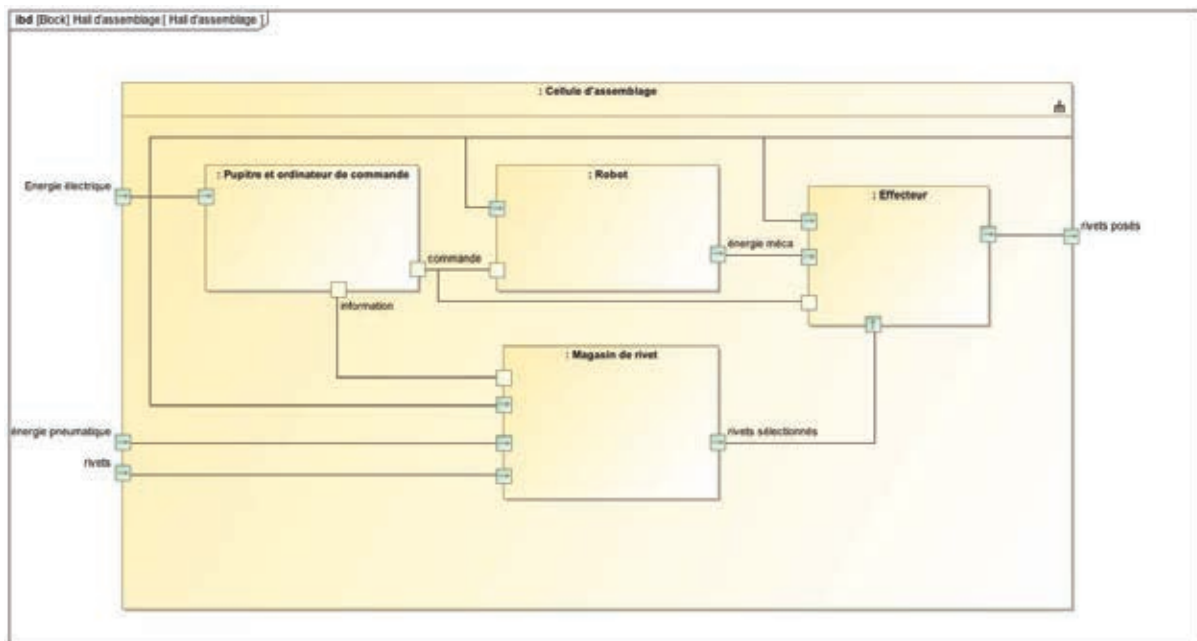 ibd [Block] Hall d'assemblage [ Hall d'assemblage ]
: Cellule d'assemblage
: Pupitre et ordinateur de commande
: Robot
: Effecteur
Energie électrique
rivets posés
énergie méca
commande
information
: Magasin de rivet
énergie pneumatique
rivets sélectionnés
rivets